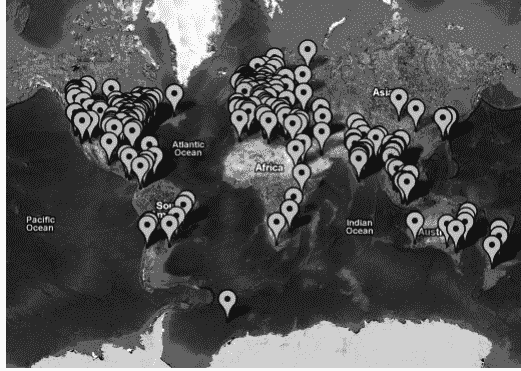 Asia
Atlantic
Ocean
Africa
Pacific
Ocean
Indian
Ocean